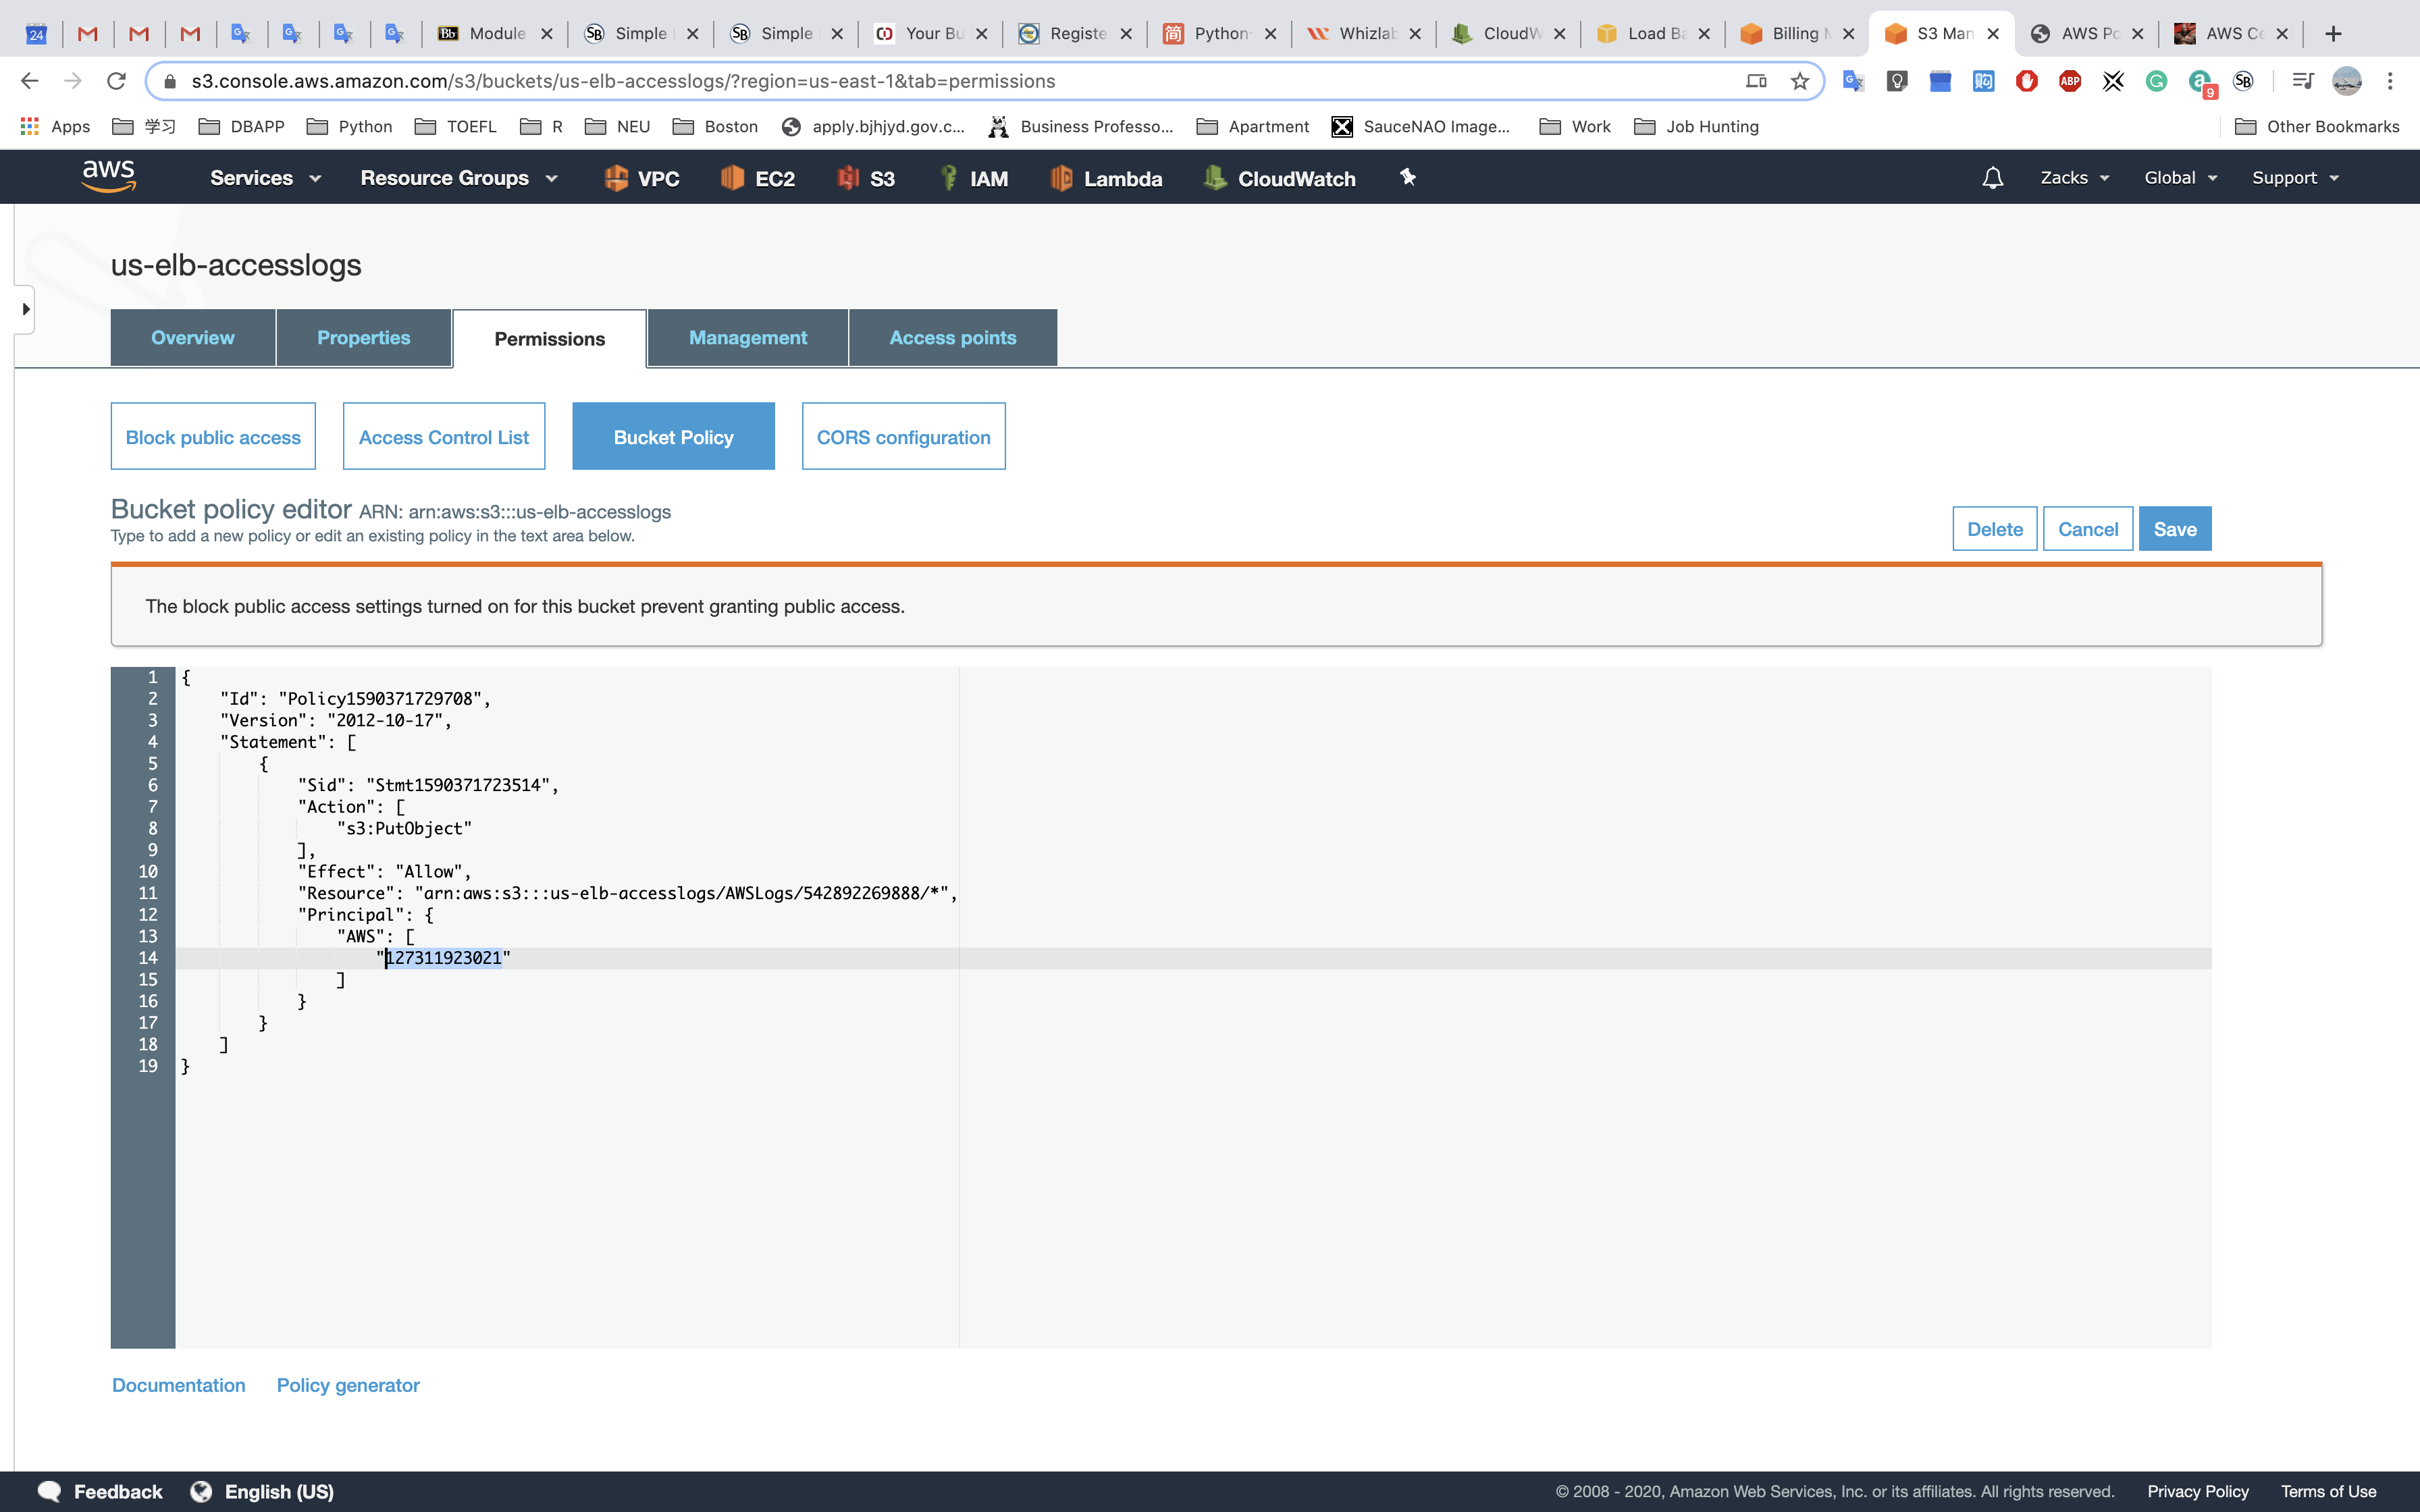 24 Module Simple Simple Your Bu Registe Python Whizlab CloudW Load Ba Billing S3 Man AWS Po AWS Ce
s3.console.aws.amazon.com/s3/buckets/us-elb-accesslogs/?region=us-east-1&tab=permissions
Apps 学习 DBAPP Python TOEFL R NEU Boston apply.bjhjyd.gov.c... Business Professo... Apartment SauceNAO Image... Work Job Hunting Other Bookmarks
aws Services Resource Groups VPC EC2 S3 IAM Lambda CloudWatch Zacks Global Support
us-elb-accesslogs
Overview Properties Permissions Management Access points
Block public access Access Control List Bucket Policy CORS configuration
Bucket policy editor ARN: arn:aws:s3:::us-elb-accesslogs
Type to add a new policy or edit an existing policy in the text area below.
Delete Cancel Save
The block public access settings turned on for this bucket prevent granting public access.
1 {
2 "Id": "Policy1590371729708",
3 "Version": "2012-10-17",
4 "Statement": [
5 {
6 "Sid": "Stmt1590371723514",
7 "Action": [
8 "s3:PutObject"
9 ],
10 "Effect": "Allow",
11 "Resource": "arn:aws:s3:::us-elb-accesslogs/AWSLogs/542892269888/*",
12 "Principal": {
13 "AWS": [
14 "127311923021"
15 ]
16 }
17 }
18 ]
19 }
Documentation Policy generator
Feedback English (US) © 2008 - 2020, Amazon Web Services, Inc. or its affiliates. All rights reserved. Privacy Policy Terms of Use